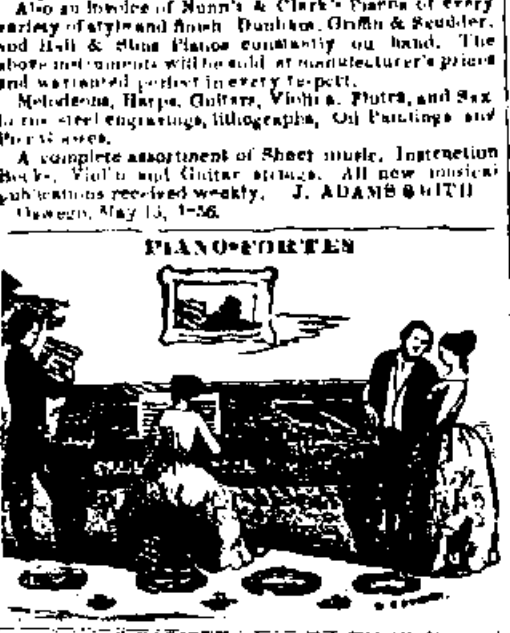 Also an invoice of Nunn's & Clark's Pianos of every
variety of style and finish Dunham, Griffin & Scudder,
and Hall & Sons Pianos constantly on hand. The
above instruments will be sold at manufacturer's prices
and warranted perfect in every respect.
Melodeons, Harps, Guitars, Violins, Flutes, and Sax
steel engravings, lithographs, Oil Paintings and
A complete assortment of Sheet music, Instruction
Books, Violin and Guitar strings. All new musical
publications received weekly. J. ADAMS SMITH
Oswego, May 13, 1856.
PIANO-FORTES